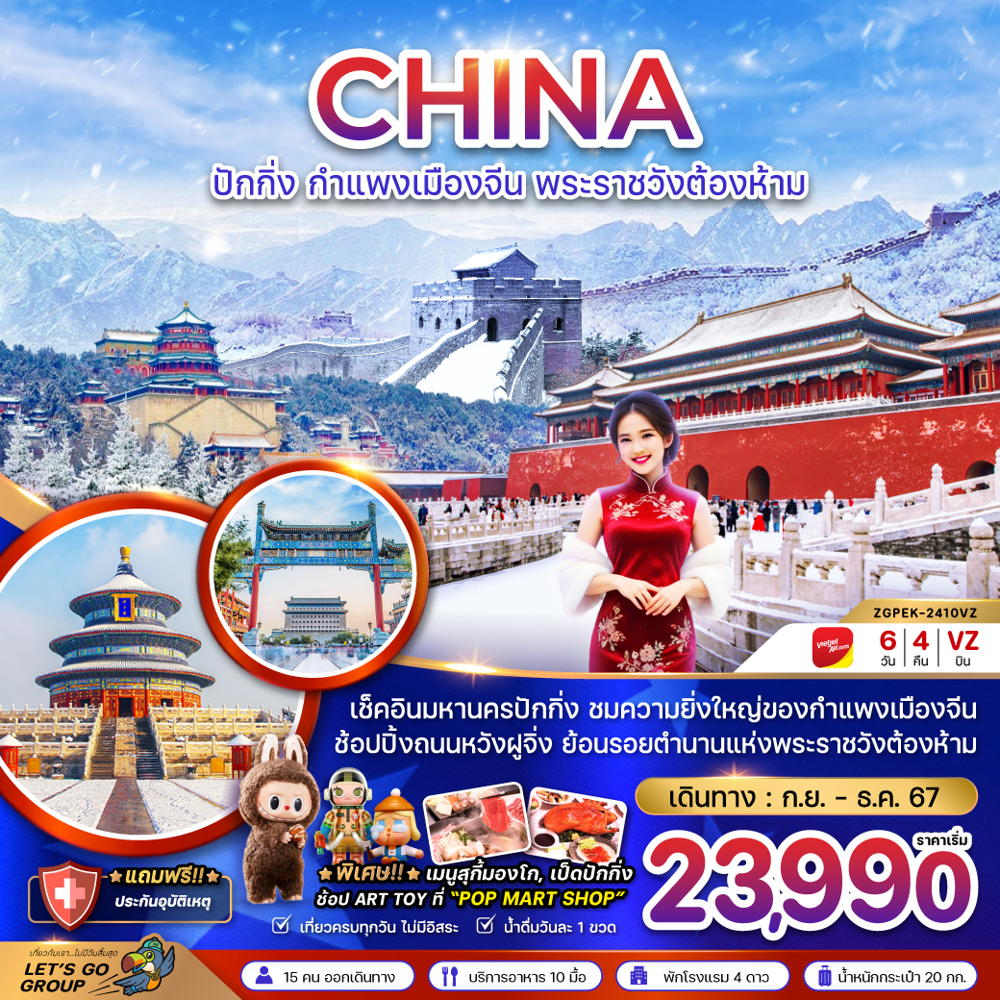 CHINA
ปักกิ่ง กำแพงเมืองจีน พระราชวังต้องห้าม
ZGPEK-2410VZ
vietjet Air.com
6 วัน
4 คืน
VZ บิน
เช็คอินมหานครปักกิ่ง ชมความยิ่งใหญ่ของกำแพงเมืองจีน
ช้อปปิ้งถนนหวังฝูจิ่ง ย้อนรอยตำนานแห่งพระราชวังต้องห้าม
เดินทาง : ก.ย. - ธ.ค. 67
ราคาเริ่ม
23,990
แถมฟรี!!
ประกันอุบัติเหตุ
พิเศษ!! เมนูสุกี้มองโก, เป็ดปักกิ่ง
ช้อป ART TOY ที่ "POP MART SHOP"
เที่ยวครบทุกวัน ไม่มีอิสระ
น้ำดื่มวันละ 1 ขวด
เที่ยวกับเรา...ไม่มีวันสิ้นสุด
LET'S GO
GROUP
15 คน ออกเดินทาง
บริการอาหาร 10 มื้อ
พักโรงแรม 4 ดาว
น้ำหนักกระเป๋า 20 กก.